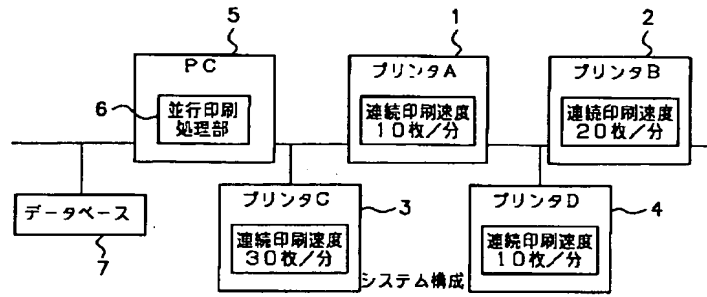 5
PC
6
並行印刷
処理部
1
プリンタA
連続印刷速度
10枚/分
2
プリンタB
連続印刷速度
20枚/分
データベース
7
プリンタC
連続印刷速度
30枚/分
3
プリンタD
連続印刷速度
10枚/分
4
システム構成